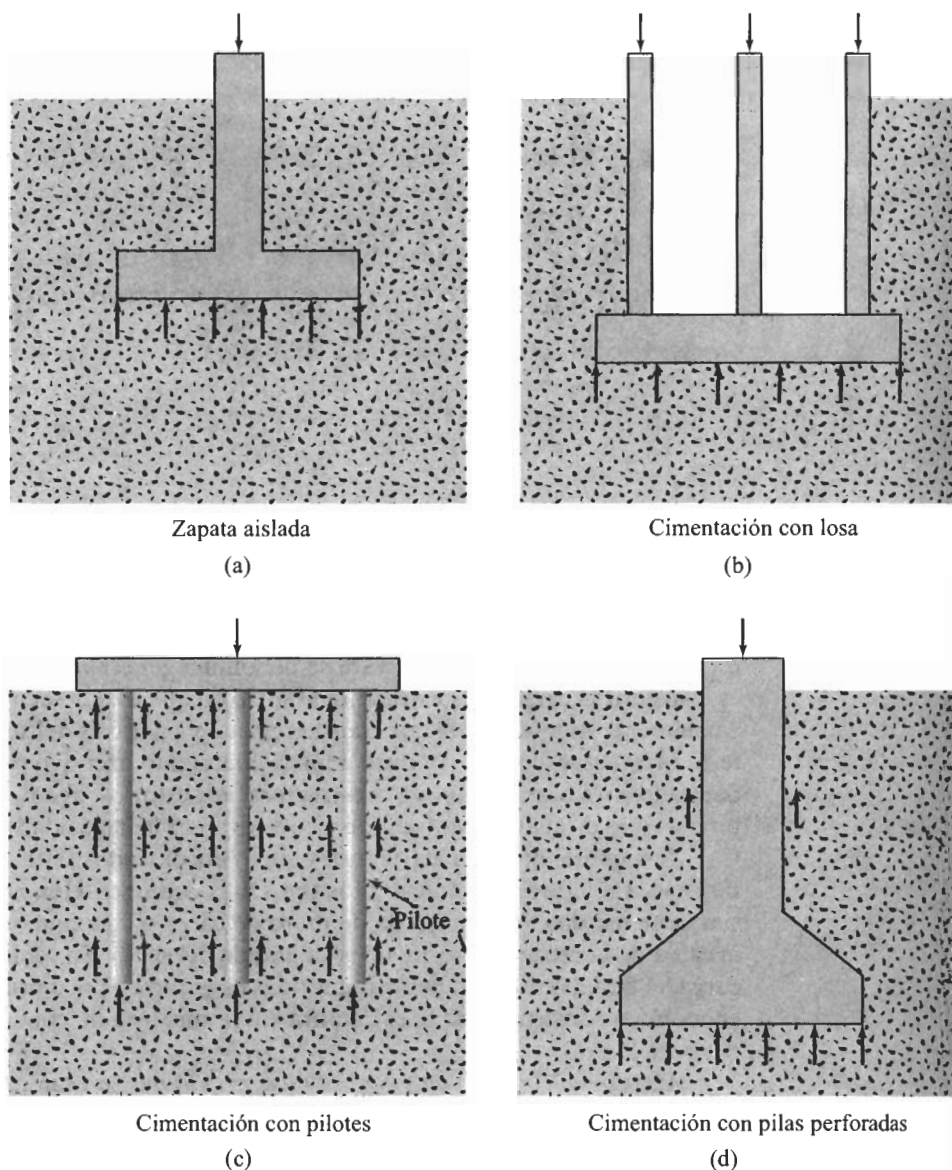 Zapata aislada
(a)
Cimentación con losa
(b)
Pilote
Cimentación con pilotes
(c)
Cimentación con pilas perforadas
(d)